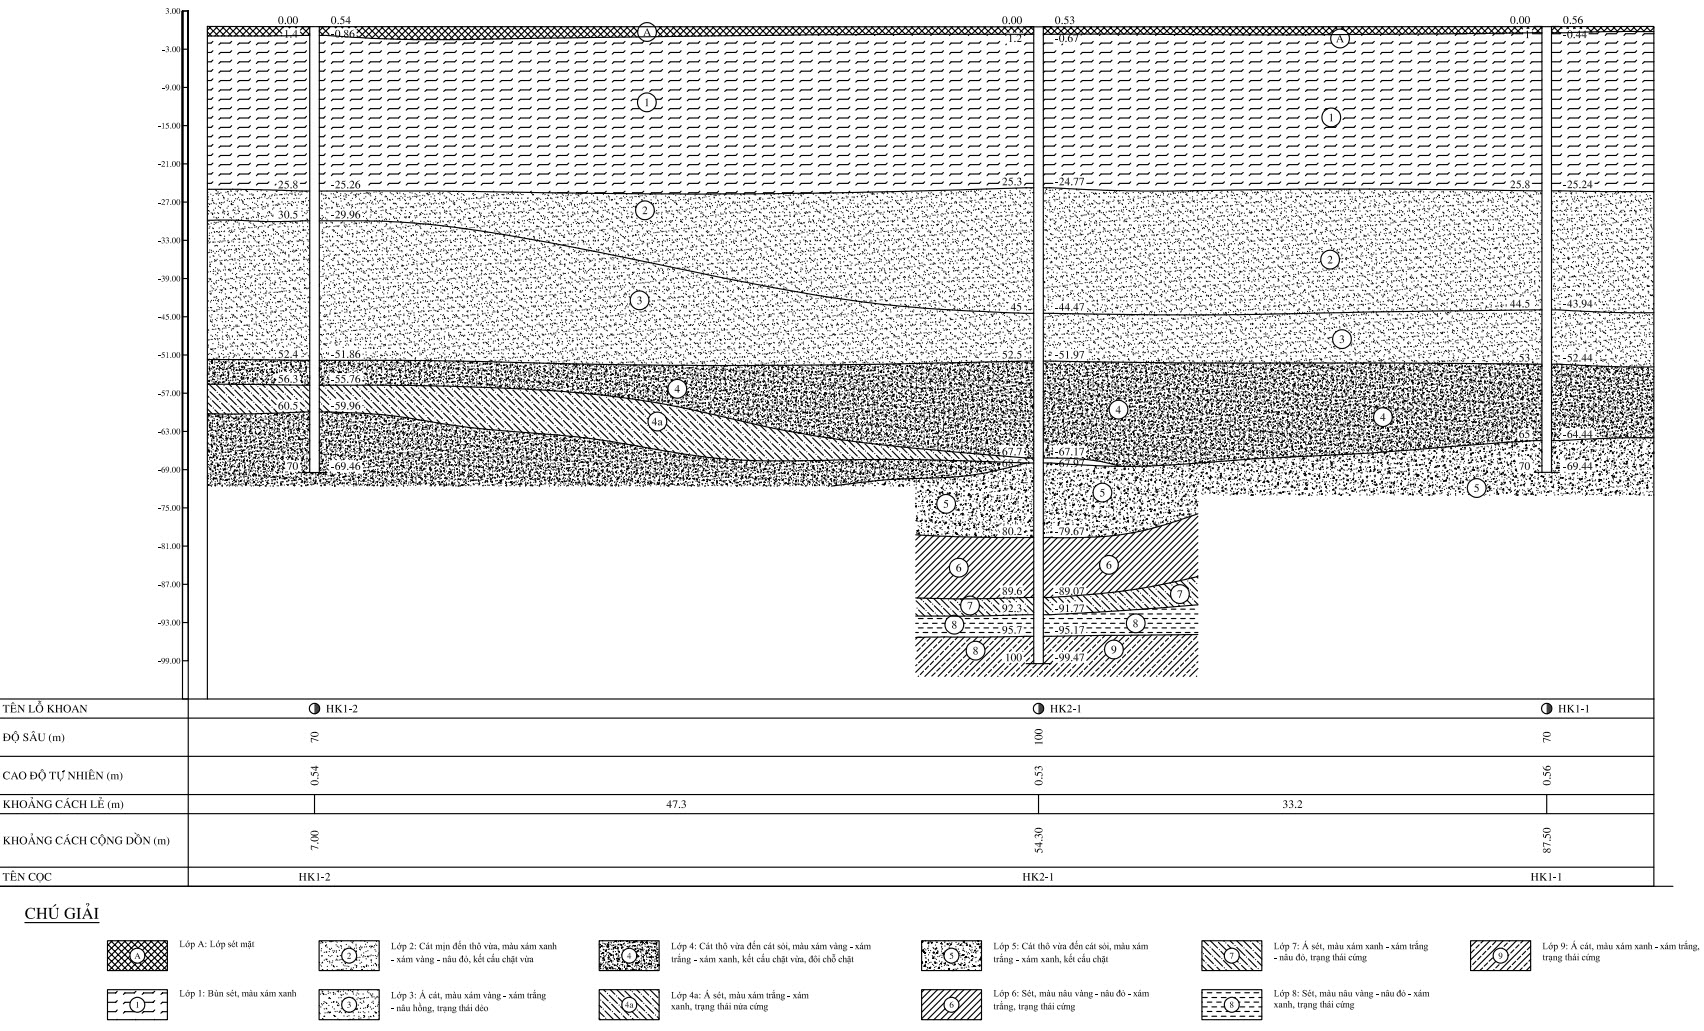 3.00
-3.00
-9.00
-15.00
-21.00
-27.00
-33.00
-39.00
-45.00
-51.00
-57.00
-63.00
-69.00
-75.00
-81.00
-87.00
-93.00
-99.00
0.00 0.54 0.00 0.53 0.00 0.56
1.4 -0.86 A 1.2 -0.67 A 1 -0.44
1 1
25.8 -25.26 25.3 -24.77 25.8 -25.24
30.5 -29.96 2
2
3
45 -44.47 44.5 -43.94
3
52.4 -51.86 52.5 -51.97 53 -52.44
56.3 -55.76 4
60.5 -59.96 4a 4 4
67.7 -67.17 -64.44
70 -69.46 -67.97 70 -69.44
5 5 5
80.2 -79.67
6 6
89.6 -89.07
7 7
92.3 -91.77
8 8
95.7 -95.17
8 9
100 -99.47
TÊN LỖ KHOAN HK1-2 HK2-1 HK1-1
ĐỘ SÂU (m) 70 100 70
CAO ĐỘ TỰ NHIÊN (m) 0.54 0.53 0.56
KHOẢNG CÁCH LẺ (m) 47.3 33.2
KHOẢNG CÁCH CỘNG DỒN (m) 7.00 54.30 87.50
TÊN CỌC HK1-2 HK2-1 HK1-1
CHÚ GIẢI
A Lớp A: Lớp sét mặt
2 Lớp 2: Cát mịn đến thô vừa, màu xám xanh
- xám vàng - nâu đỏ, kết cấu chặt vừa
4 Lớp 4: Cát thô vừa đến cát sỏi, màu xám vàng - xám
trắng - xám xanh, kết cấu chặt vừa, đôi chỗ chặt
5 Lớp 5: Cát thô vừa đến cát sỏi, màu xám
trắng - xám xanh, kết cấu chặt
7 Lớp 7: Á sét, màu xám xanh - xám trắng
- nâu đỏ, trạng thái cứng
9 Lớp 9: Á cát, màu xám xanh - xám trắng,
trạng thái cứng
1 Lớp 1: Bùn sét, màu xám xanh
3 Lớp 3: Á cát, màu xám vàng - xám trắng
- nâu hồng, trạng thái dẻo
4a Lớp 4a: Á sét, màu xám trắng - xám
xanh, trạng thái nửa cứng
6 Lớp 6: Sét, màu nâu vàng - nâu đỏ - xám
trắng, trạng thái cứng
8 Lớp 8: Sét, màu nâu vàng - nâu đỏ - xám
xanh, trạng thái cứng